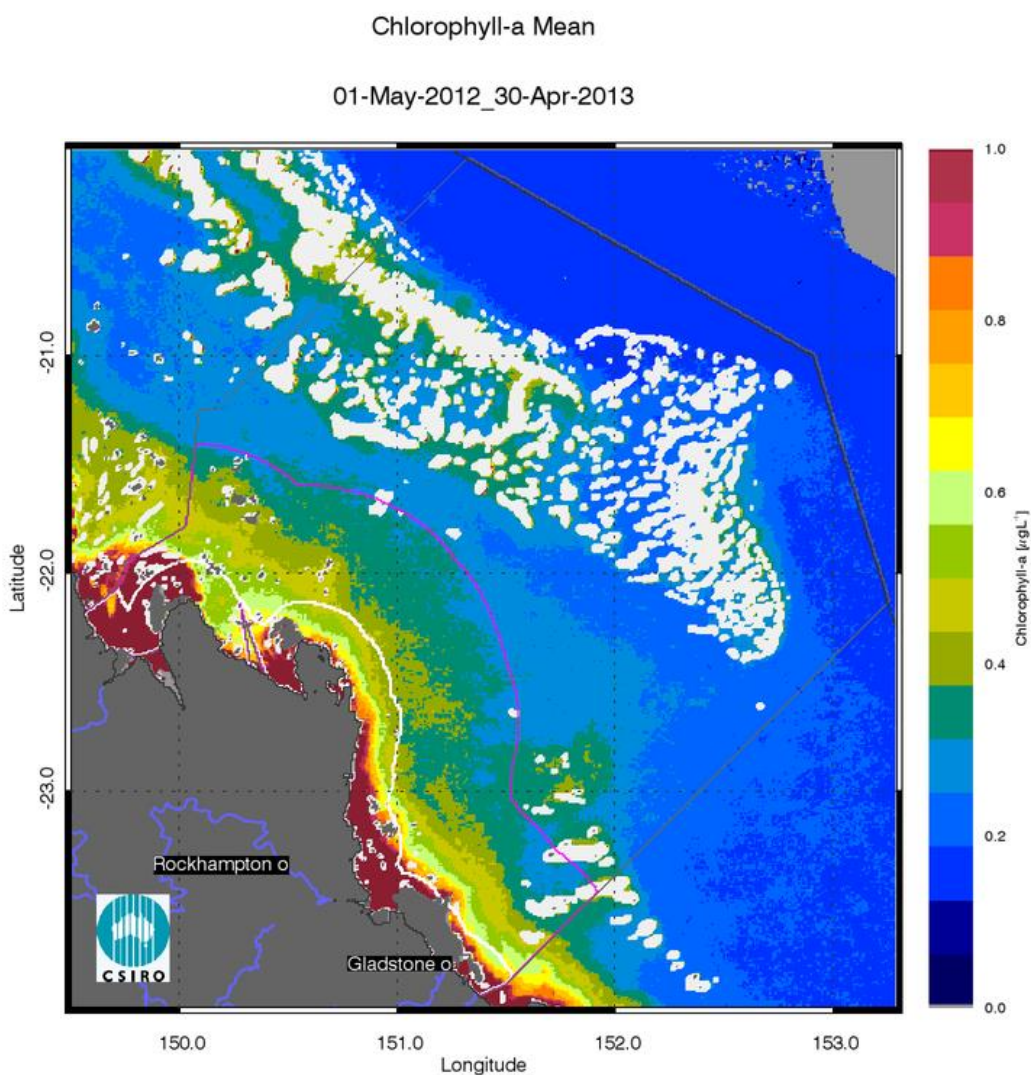 Chlorophyll-a Mean
01-May-2012_30-Apr-2013
1.0
0.8
0.6
0.4
0.2
0.0
Chlorophyll-a [µgL⁻¹]
-21.0
-22.0
-23.0
Latitude
Rockhampton o
Gladstone o
CSIRO
150.0 151.0 152.0 153.0
Longitude